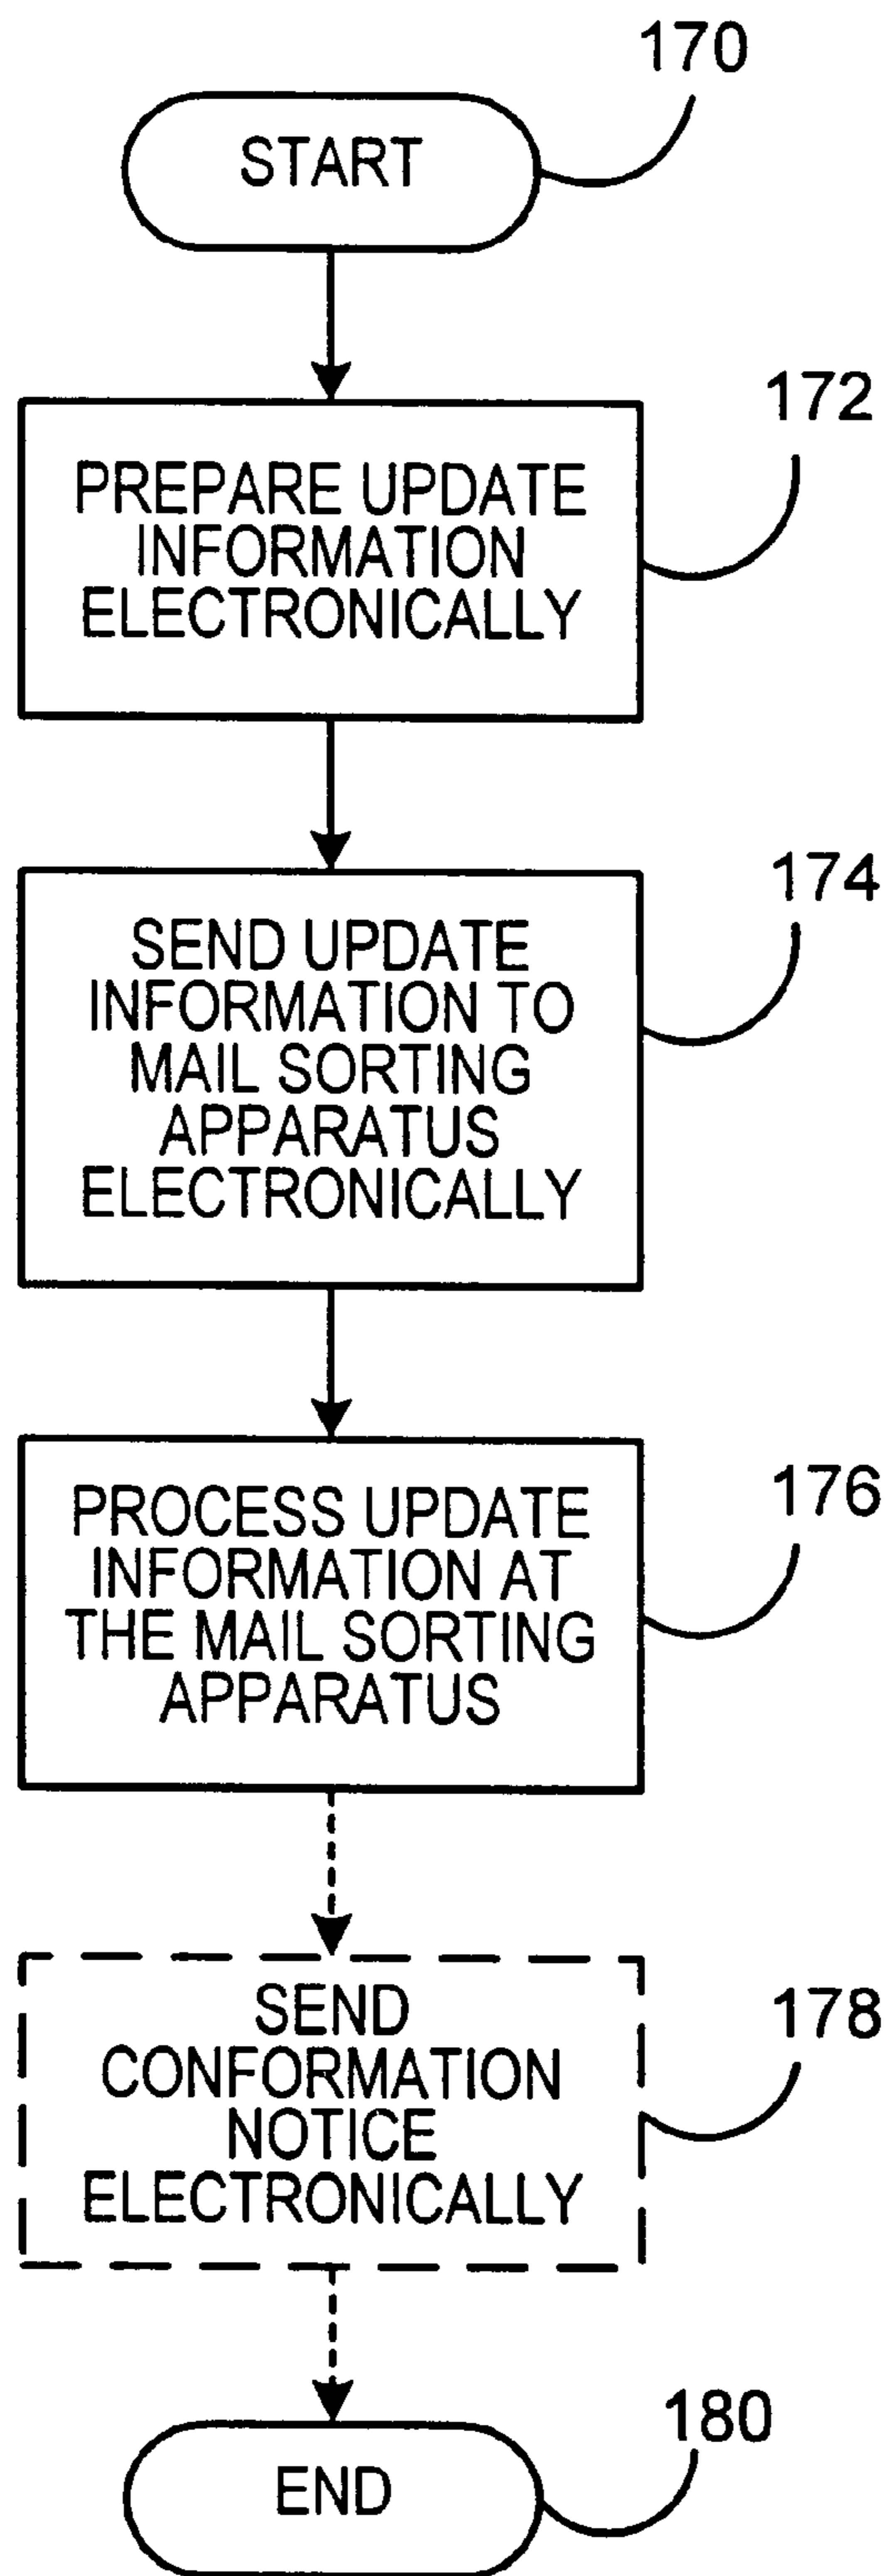 170
START
172
PREPARE UPDATE
INFORMATION
ELECTRONICALLY
174
SEND UPDATE
INFORMATION TO
MAIL SORTING
APPARATUS
ELECTRONICALLY
176
PROCESS UPDATE
INFORMATION AT
THE MAIL SORTING
APPARATUS
178
SEND
CONFORMATION
NOTICE
ELECTRONICALLY
180
END